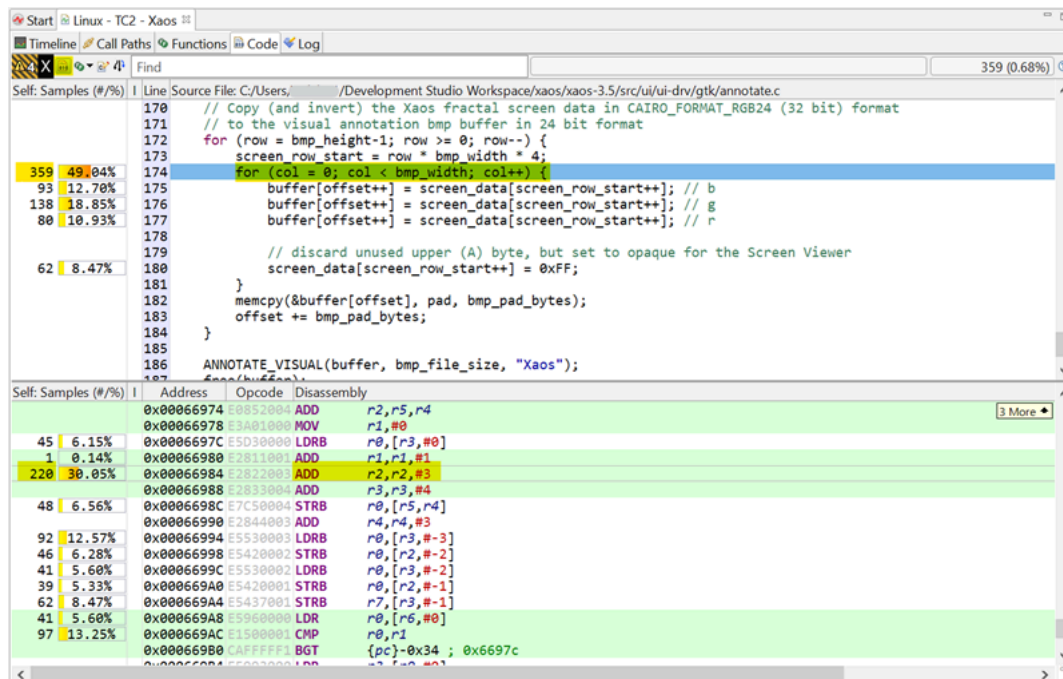 Start Linux - TC2 - Xaos
Timeline Call Paths Functions Code Log
X Find 359 (0.68%)
Self: Samples (#/%) I Line Source File: C:/Users/ /Development Studio Workspace/xaos/xaos-3.5/src/ui/ui-drv/gtk/annotate.c
170 // Copy (and invert) the Xaos fractal screen data in CAIRO_FORMAT_RGB24 (32 bit) format
171 // to the visual annotation bmp buffer in 24 bit format
172 for (row = bmp_height-1; row >= 0; row--) {
173 screen_row_start = row * bmp_width * 4;
359 49.04% 174 for (col = 0; col < bmp_width; col++) {
93 12.70% 175 buffer[offset++] = screen_data[screen_row_start++]; // b
138 18.85% 176 buffer[offset++] = screen_data[screen_row_start++]; // g
80 10.93% 177 buffer[offset++] = screen_data[screen_row_start++]; // r
178
179 // discard unused upper (A) byte, but set to opaque for the Screen Viewer
62 8.47% 180 screen_data[screen_row_start++] = 0xFF;
181 }
182 memcpy(&buffer[offset], pad, bmp_pad_bytes);
183 offset += bmp_pad_bytes;
184 }
185
186 ANNOTATE_VISUAL(buffer, bmp_file_size, "Xaos");
187 free(buffer);
Self: Samples (#/%) I Address Opcode Disassembly
0x00066974 E0852004 ADD r2,r5,r4 3 More
0x00066978 E3A01000 MOV r1,#0
45 6.15% 0x0006697C E5D30000 LDRB r0,[r3,#0]
1 0.14% 0x00066980 E2811001 ADD r1,r1,#1
220 30.05% 0x00066984 E2822003 ADD r2,r2,#3
0x00066988 E2833004 ADD r3,r3,#4
48 6.56% 0x0006698C E7C50004 STRB r0,[r5,r4]
0x00066990 E2844003 ADD r4,r4,#3
92 12.57% 0x00066994 E5530003 LDRB r0,[r3,#-3]
46 6.28% 0x00066998 E5420002 STRB r0,[r2,#-2]
41 5.60% 0x0006699C E5530002 LDRB r0,[r3,#-2]
39 5.33% 0x000669A0 E5420001 STRB r0,[r2,#-1]
62 8.47% 0x000669A4 E5437001 STRB r7,[r3,#-1]
41 5.60% 0x000669A8 E5960000 LDR r0,[r6,#0]
97 13.25% 0x000669AC E1500001 CMP r0,r1
0x000669B0 CAFFFFF1 BGT {pc}-0x34 ; 0x6697c